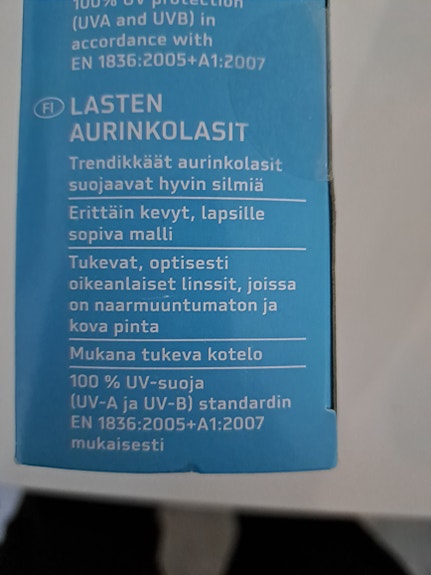 100% UV protection
(UVA and UVB) in
accordance with
EN 1836:2005+A1:2007
FI LASTEN
AURINKOLASIT
Trendikkäät aurinkolasit
suojaavat hyvin silmiä
Erittäin kevyt, lapsille
sopiva malli
Tukevat, optisesti
oikeanlaiset linssit, joissa
on naarmuuntumaton ja
kova pinta
Mukana tukeva kotelo
100 % UV-suoja
(UV-A ja UV-B) standardin
EN 1836:2005+A1:2007
mukaisesti